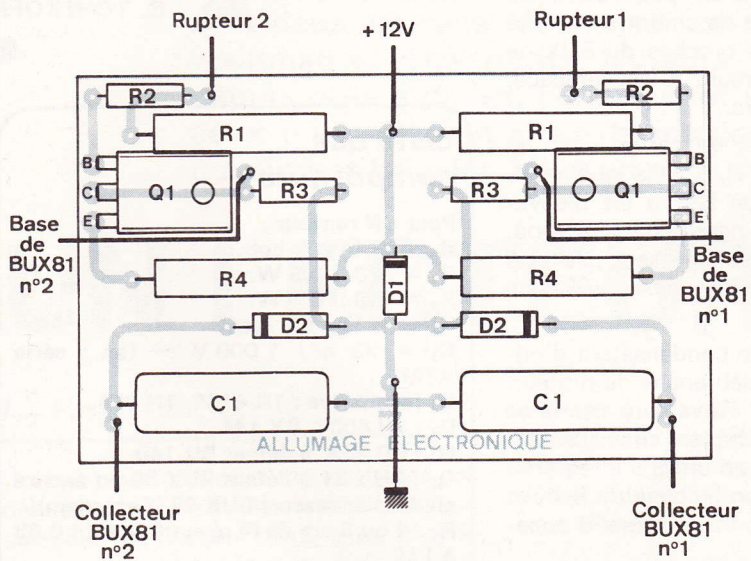 Rupteur 2
+ 12V
Rupteur 1
R2
R2
R1
R1
B
C
Q1
R3
R3
Q1
B
C
E
Base
de
BUX81
n°2
Base
de
BUX81
n°1
R4
D1
R4
D2
D2
C1
C1
ALLUMAGE ELECTRONIQUE
Collecteur
BUX81
n°2
Collecteur
BUX81
n°1